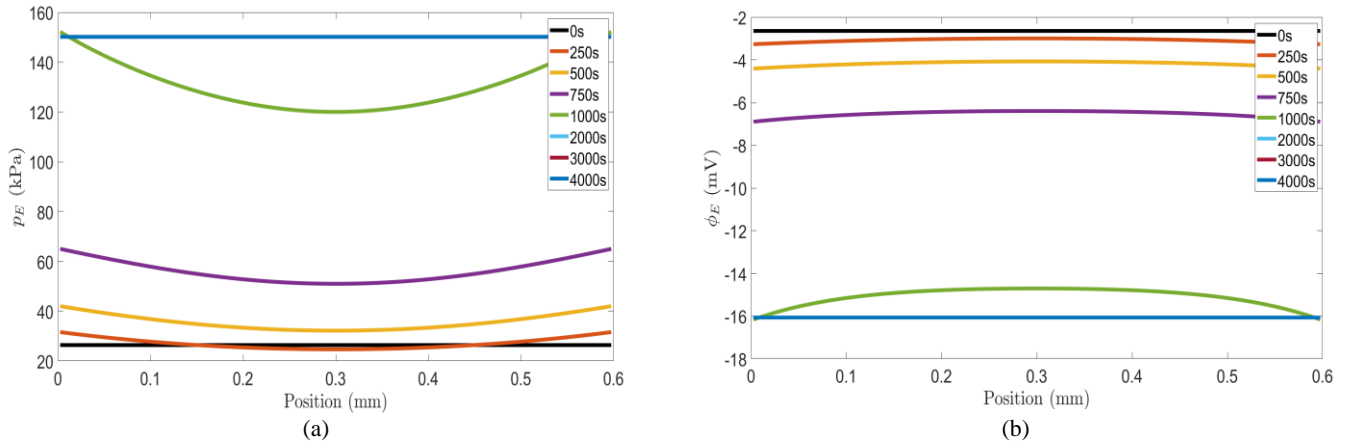 160
140
120
100
80
60
40
20
p_E (kPa)
0s
250s
500s
750s
1000s
2000s
3000s
4000s
0 0.1 0.2 0.3 0.4 0.5 0.6
Position (mm)
(a)
-2
-4
-6
-8
-10
-12
-14
-16
-18
ϕ_E (mV)
0s
250s
500s
750s
1000s
2000s
3000s
4000s
0 0.1 0.2 0.3 0.4 0.5 0.6
Position (mm)
(b)